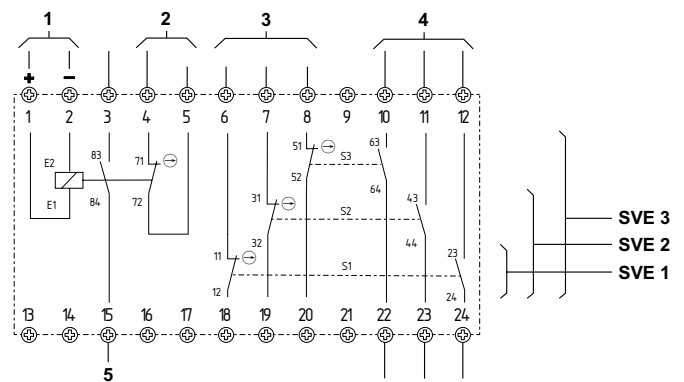 1 2 3 4
+ −
1 2 3 4 5 6 7 8 9 10 11 12
83 71 51 63
E2 S3
52 64
E1 84 72 31 43
S2
32 44
11 23 SVE 3
S1 SVE 2
12 24 SVE 1
13 14 15 16 17 18 19 20 21 22 23 24
5